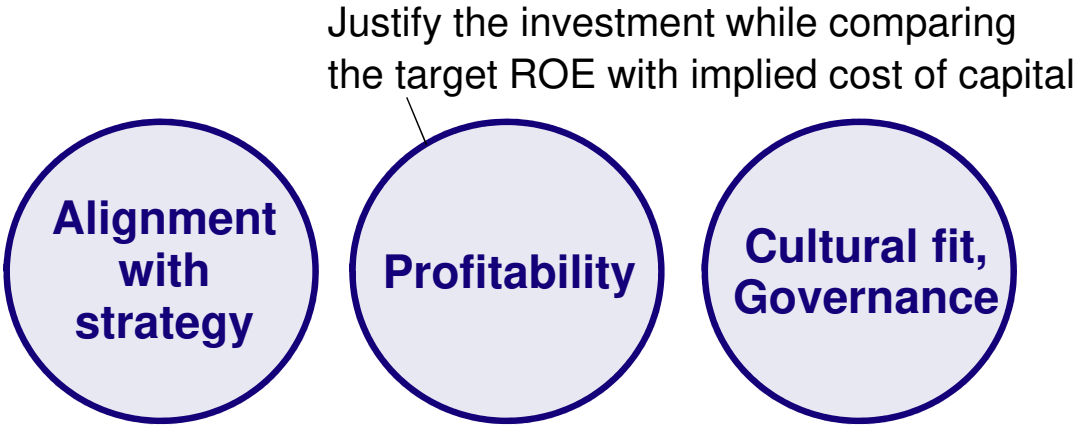 Justify the investment while comparing
the target ROE with implied cost of capital
Alignment
with
strategy
Profitability
Cultural fit,
Governance